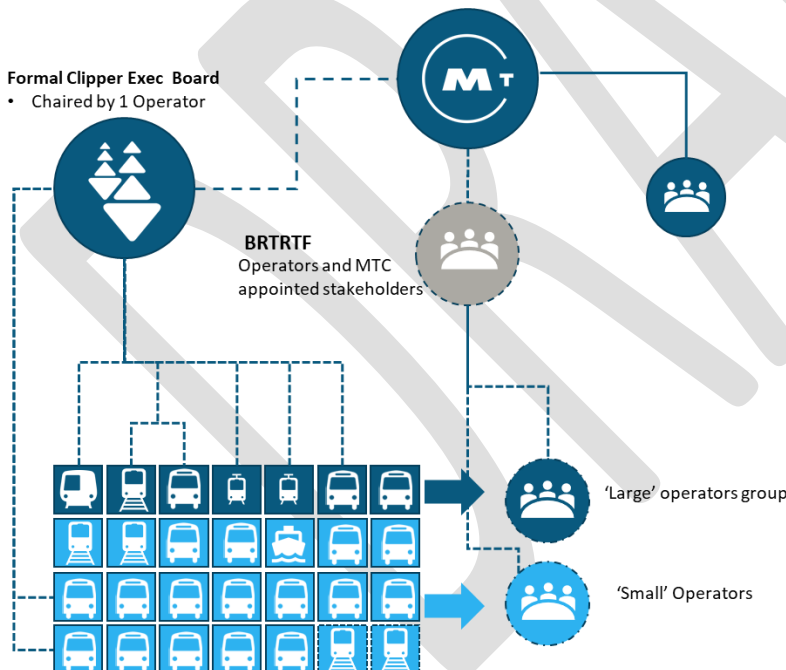 Formal Clipper Exec Board
• Chaired by 1 Operator
MT
BRTRTF
Operators and MTC
appointed stakeholders
'Large' operators group
'Small' Operators